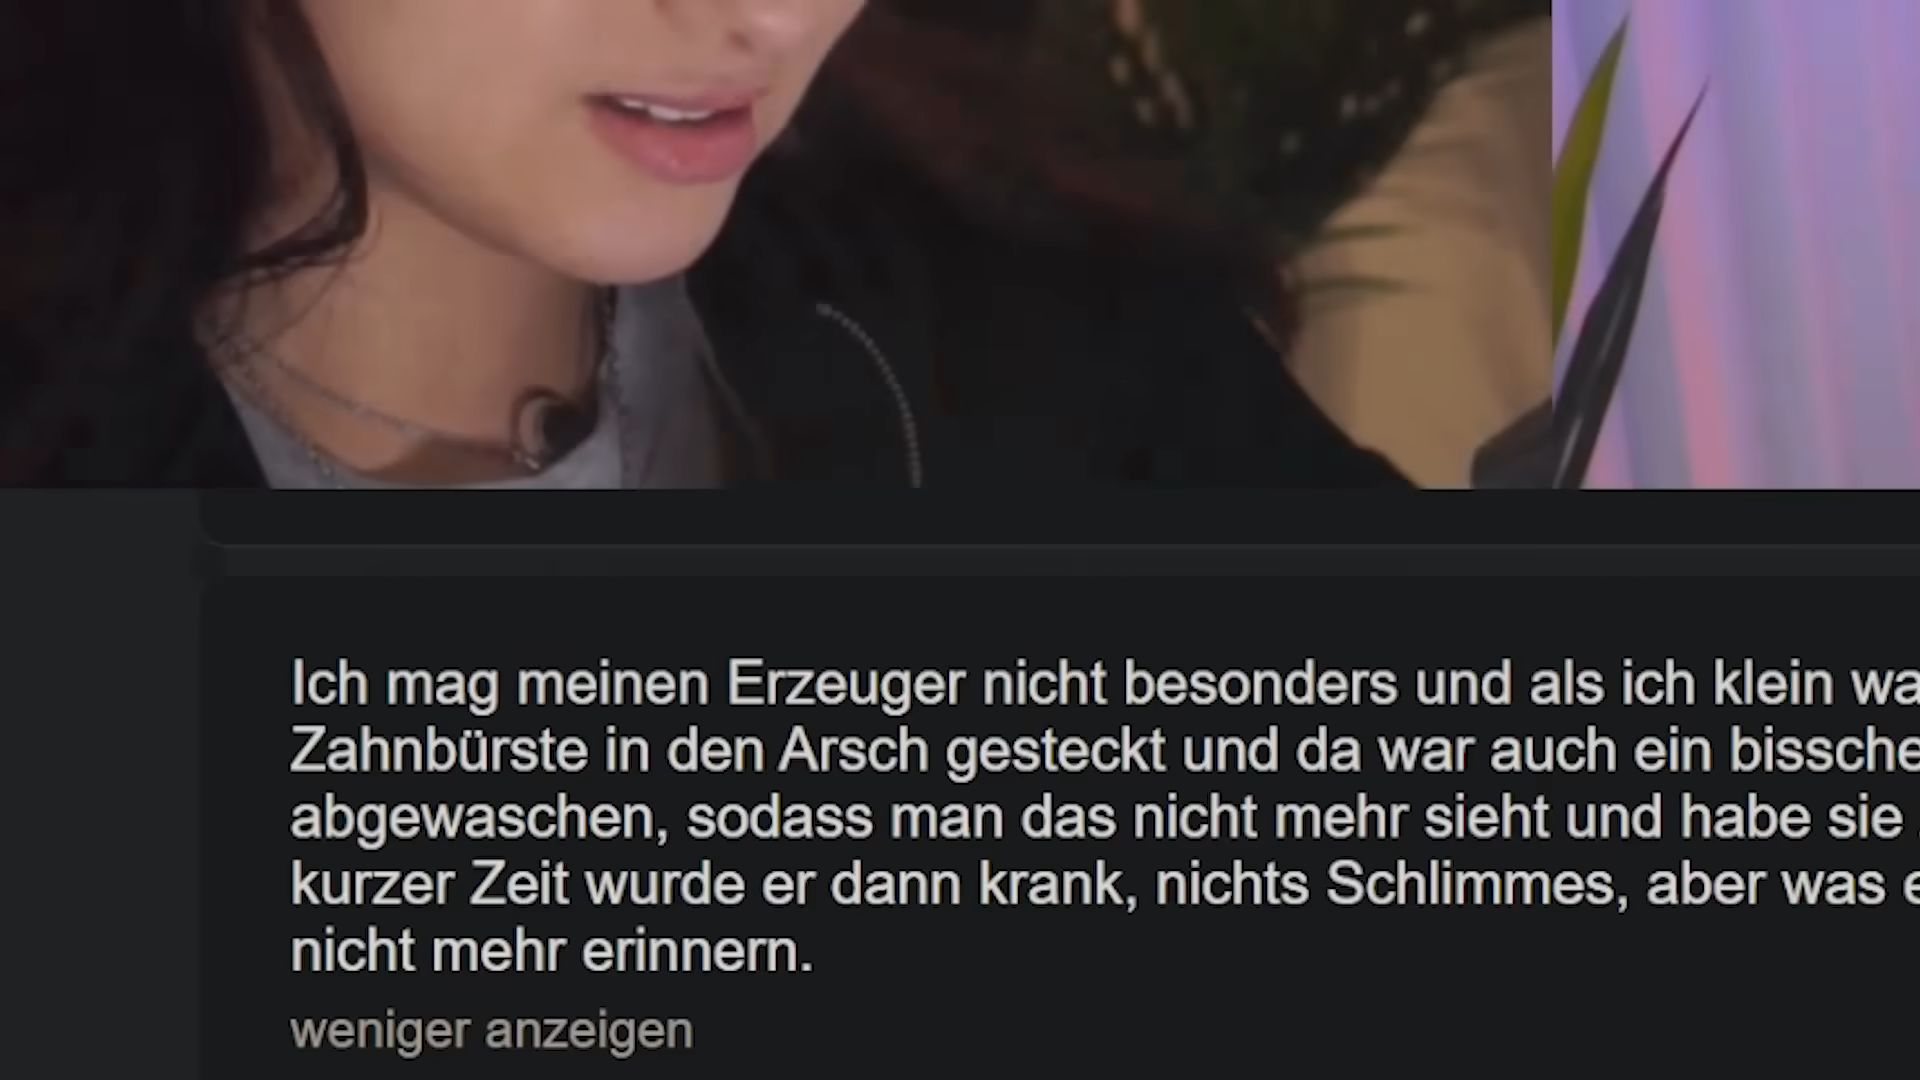 Ich mag meinen Erzeuger nicht besonders und als ich klein
Zahnbürste in den Arsch gesteckt und da war auch ein
abgewaschen, sodass man das nicht mehr sieht und habe sie
kurzer Zeit wurde er dann krank, nichts Schlimmes, aber was
nicht mehr erinnern.
weniger anzeigen